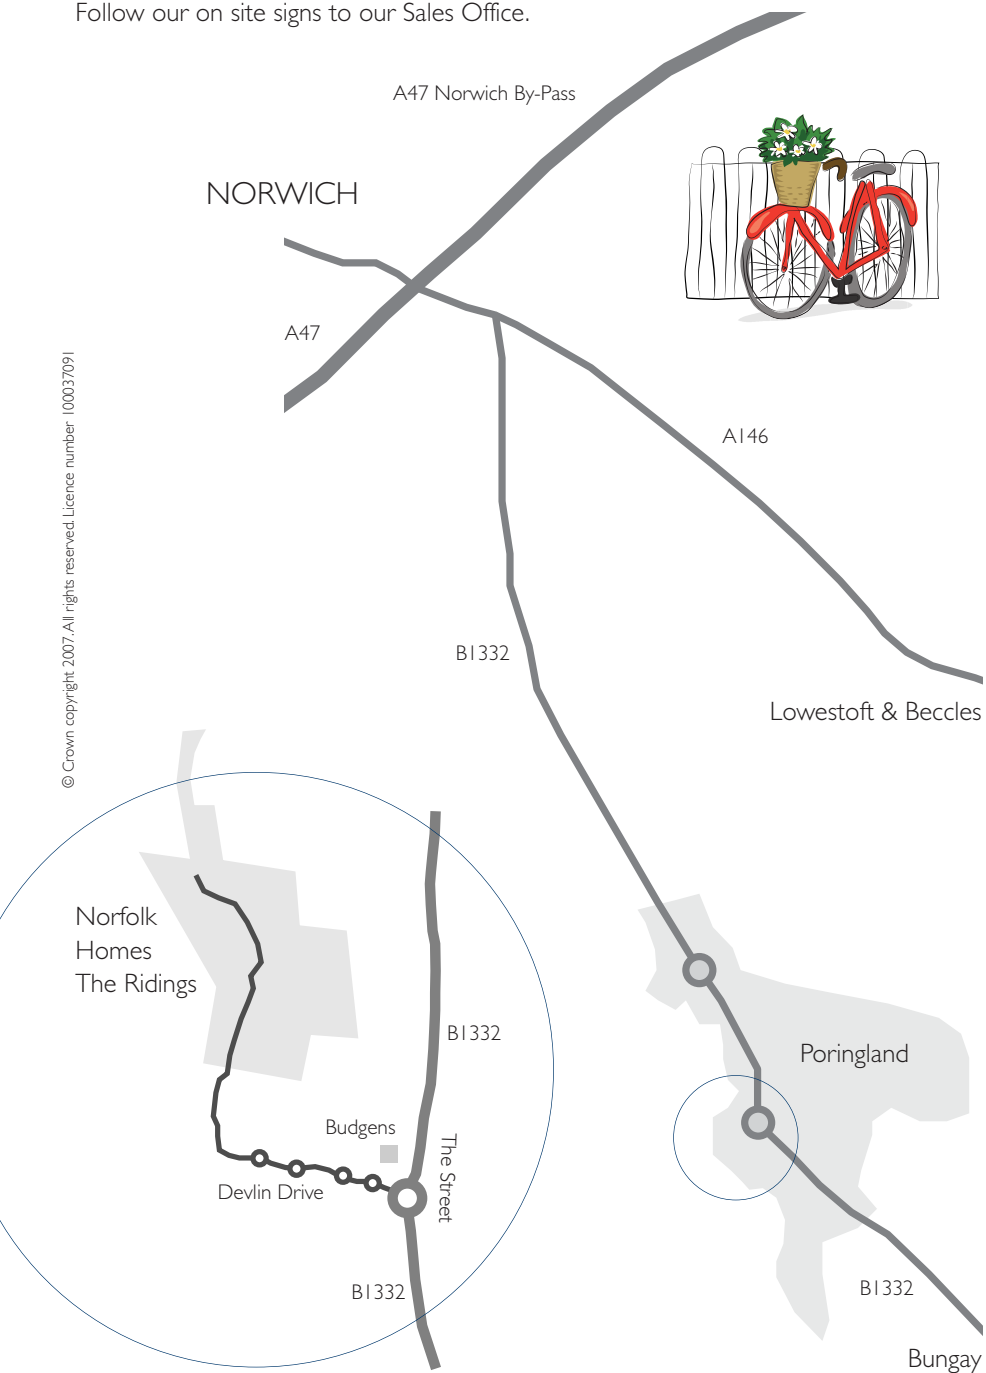 Follow our on site signs to our Sales Office.
A47 Norwich By-Pass
NORWICH
A47
© Crown copyright 2007. All rights reserved. Licence number 100037091
A146
B1332
Lowestoft & Beccles
Norfolk
Homes
The Ridings
B1332
Poringland
Budgens
The Street
Devlin Drive
B1332
B1332
Bungay